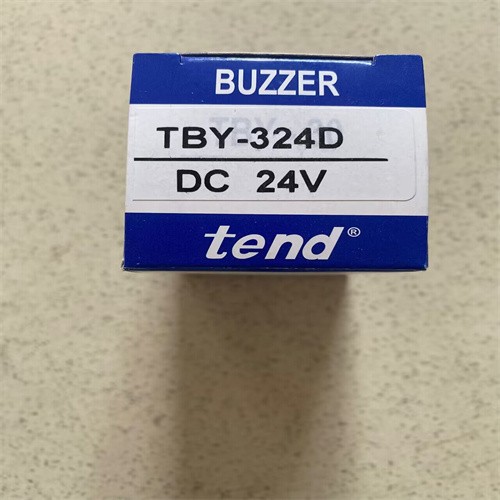 BUZZER
TBY-324D
DC 24V
tend®